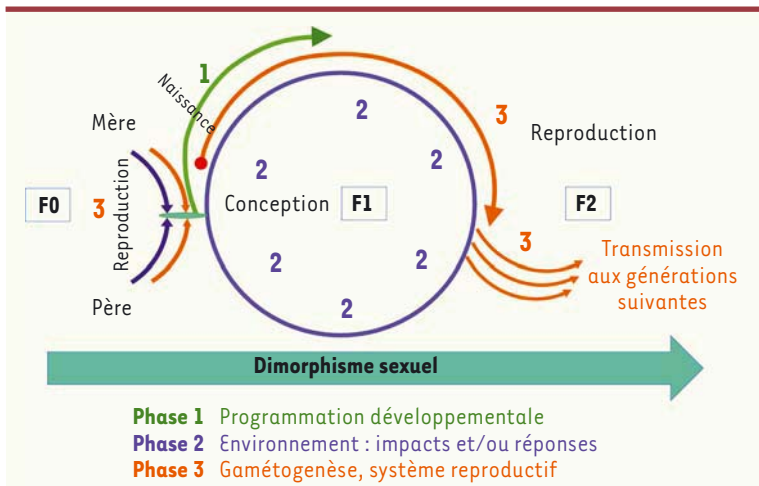 1
Naissance
2
3
Reproduction
Mère
2
2
F0
3
Reproduction
Conception
F1
F2
2
2
3
Transmission
aux générations
suivantes
Père
2
Dimorphisme sexuel
Phase 1 Programmation développementale
Phase 2 Environnement : impacts et/ou réponses
Phase 3 Gamétogenèse, système reproductif